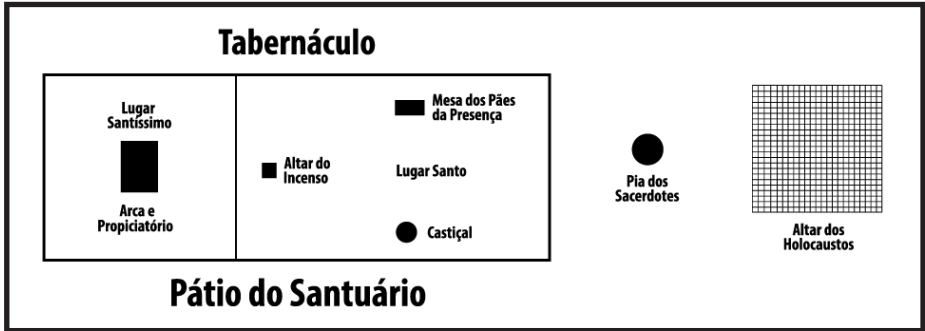 Tabernáculo
Lugar
Santíssimo
Arca e
Propiciatório
Altar do
Incenso
Mesa dos Pães
da Presença
Lugar Santo
Castiçal
Pia dos
Sacerdotes
Altar dos
Holocaustos
Pátio do Santuário